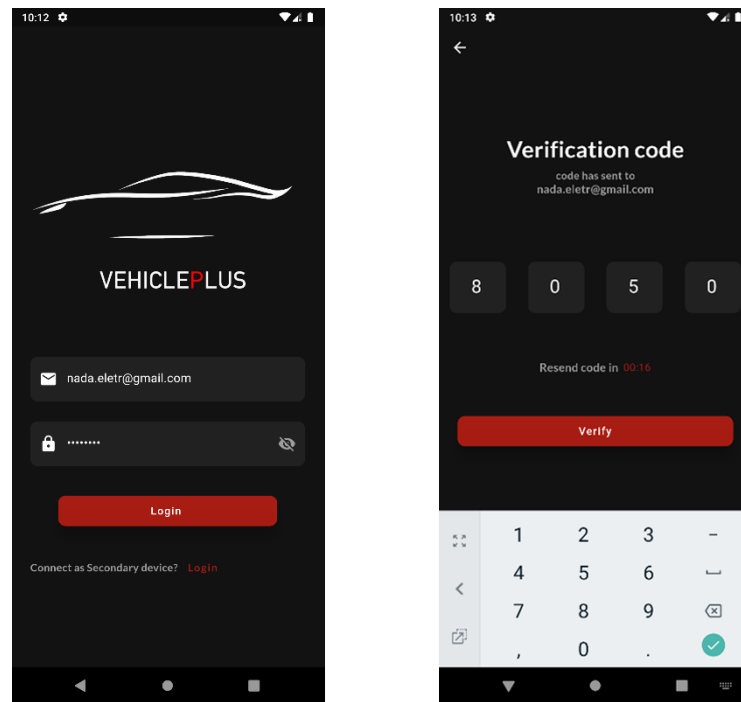 10:12
VEHICLEPLUS
nada.eletr@gmail.com
••••••••
Login
Connect as Secondary device? Login
10:13
Verification code
code has sent to
nada.eletr@gmail.com
8 0 5 0
Resend code in 00:16
Verify
1 2 3 -
4 5 6
7 8 9
, 0 .